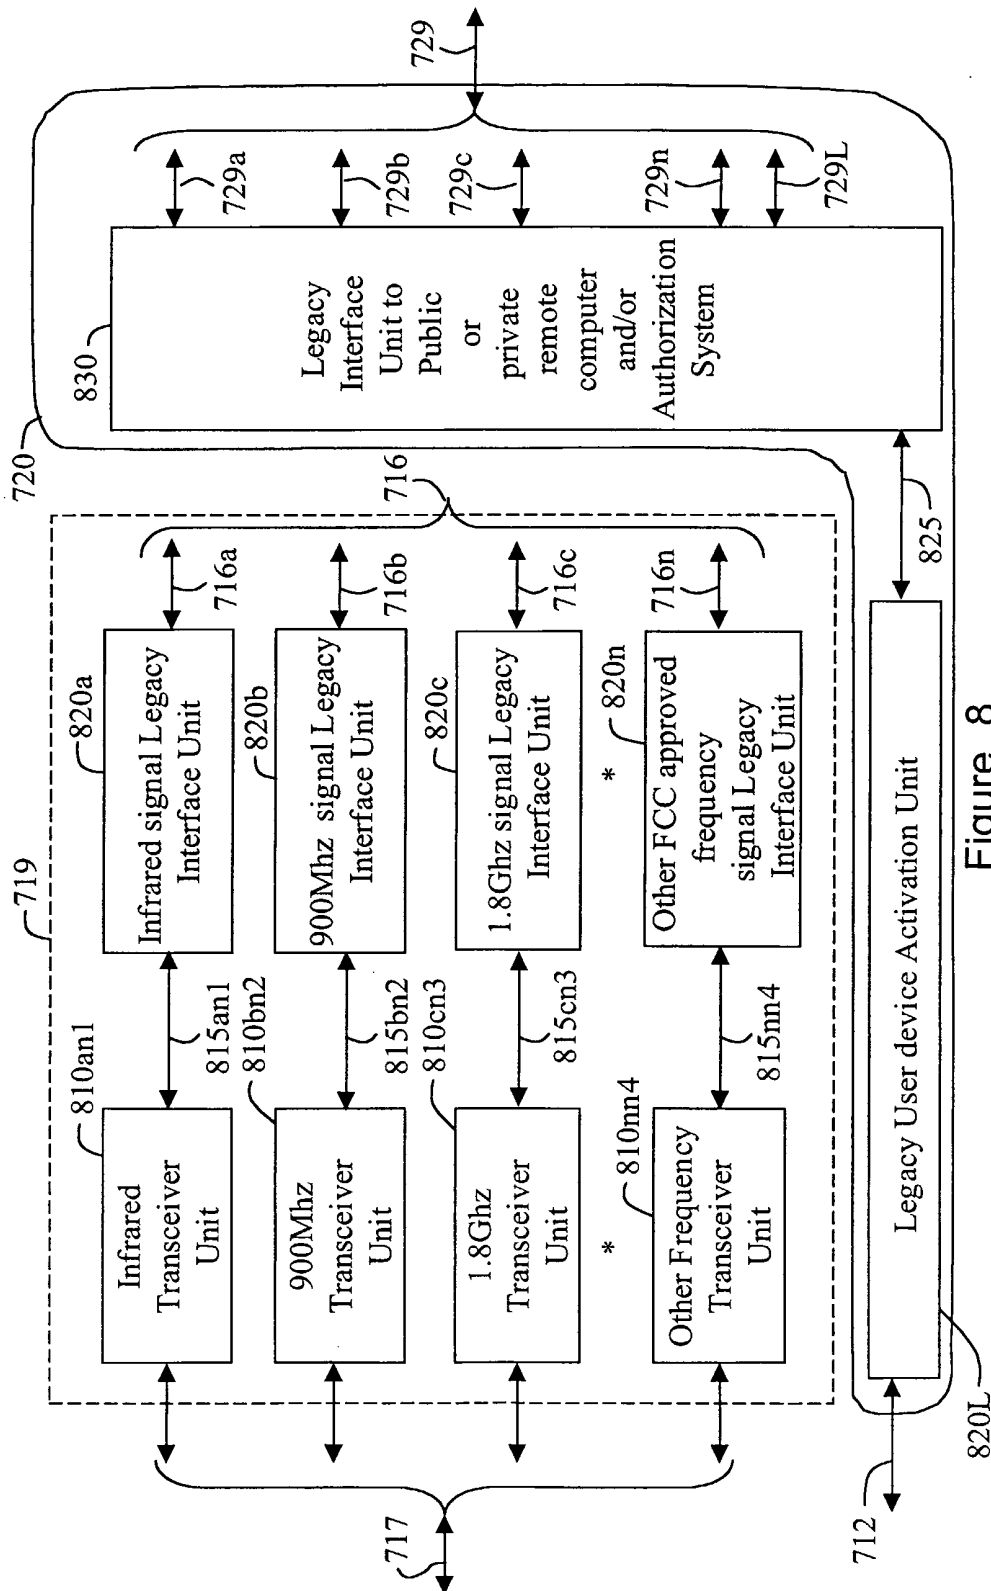 717
719
810an1
Infrared
Transceiver
Unit
815an1
820a
Infrared signal Legacy
Interface Unit
716a
810bn2
900Mhz
Transceiver
Unit
815bn2
820b
900Mhz signal Legacy
Interface Unit
716b
810cn3
1.8Ghz
Transceiver
Unit
815cn3
820c
1.8Ghz signal Legacy
Interface Unit
716c
*
*
810nn4
Other Frequency
Transceiver
Unit
815nn4
820n
Other FCC approved
frequency
signal Legacy
Interface Unit
716n
716
720
830
Legacy
Interface
Unit to
Public
or
private
remote
computer
and/or
Authorization
System
729a
729b
729c
729n
729L
729
712
820L
Legacy User device Activation Unit
825
Figure 8